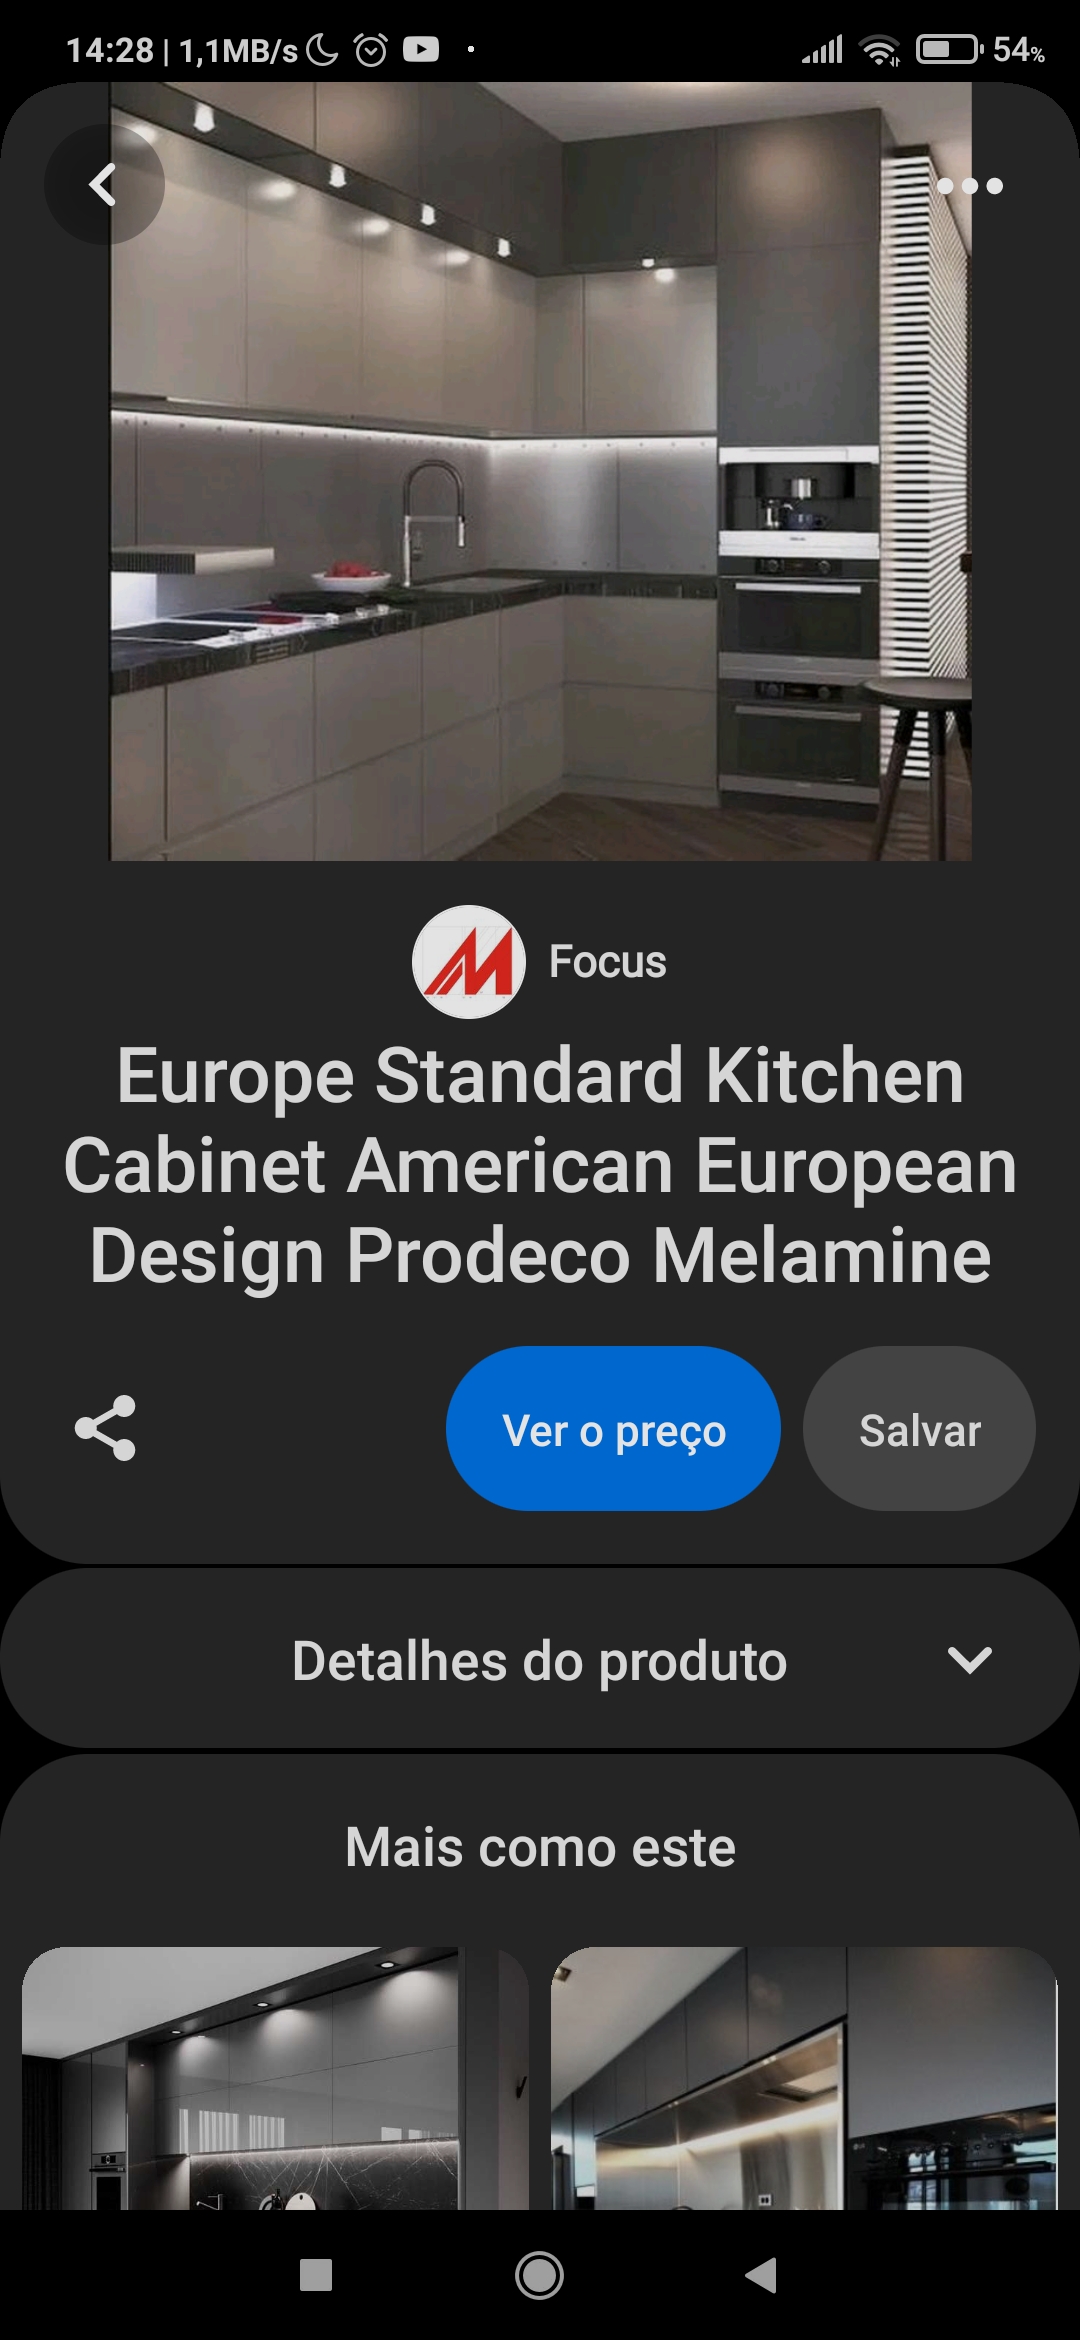 14:28 | 1,1MB/s
54%
Focus
Europe Standard Kitchen
Cabinet American European
Design Prodeco Melamine
Ver o preço
Salvar
Detalhes do produto
Mais como este